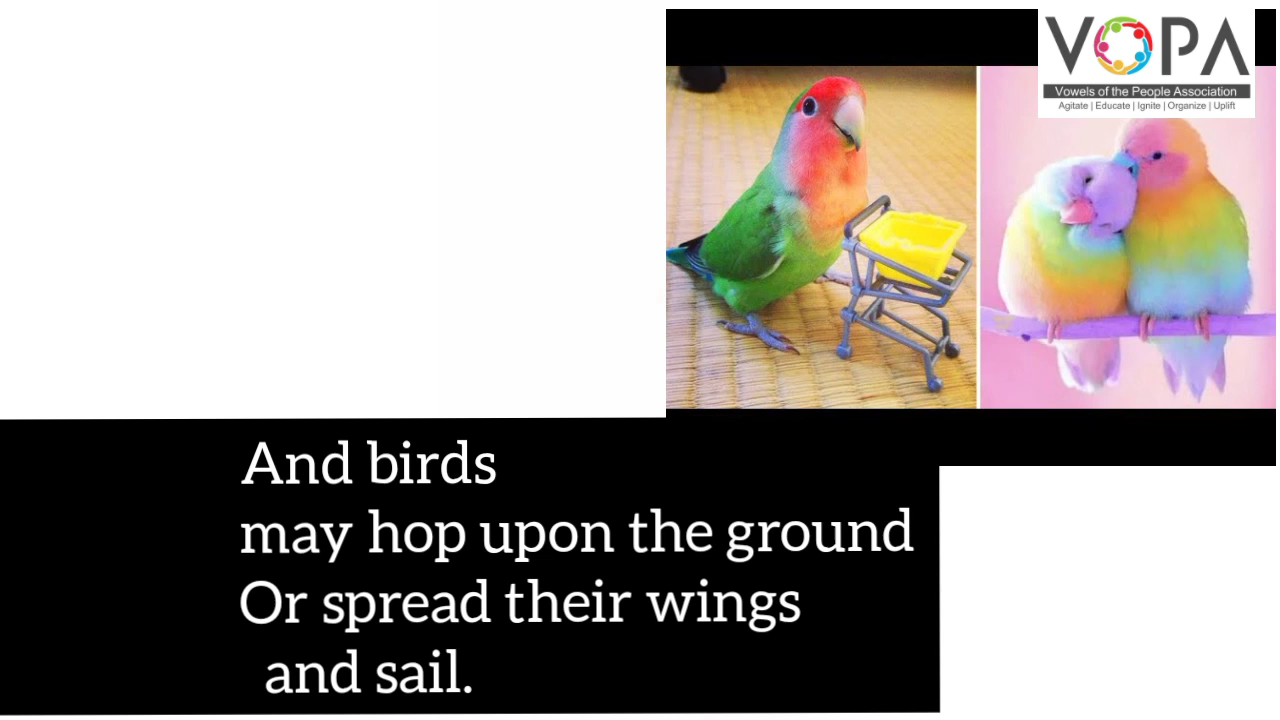 VOPA
Vowels of the People Association
Agitate | Educate | Ignite | Organize | Uplift
And birds
may hop upon the ground
Or spread their wings
and sail.